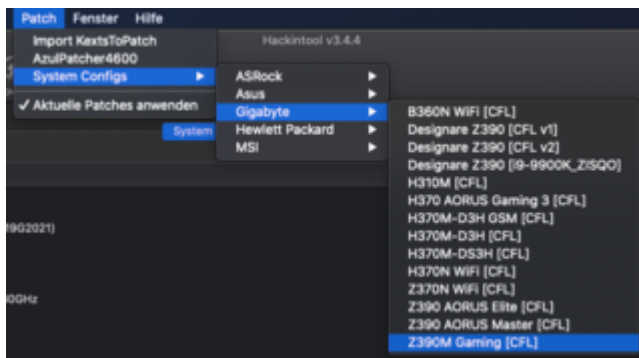 Patch Fenster Hilfe
Import KextsToPatch
Hackintool v3.4.4
AzulPatcher4600
System Configs
✓ Aktuelle Patches anwenden
System
ASRock
Asus
Gigabyte
Hewlett Packard
MSI
B360N WiFi [CFL]
Designare Z390 [CFL v1]
Designare Z390 [CFL v2]
Designare Z390 [i9-9900K_ZISQO]
H310M [CFL]
H370 AORUS Gaming 3 [CFL]
H370M-D3H GSM [CFL]
H370M-D3H [CFL]
H370M-DS3H [CFL]
H370N WiFi [CFL]
Z370N WiFi [CFL]
Z390 AORUS Elite [CFL]
Z390 AORUS Master [CFL]
Z390M Gaming [CFL]
19G2021)
0GHz